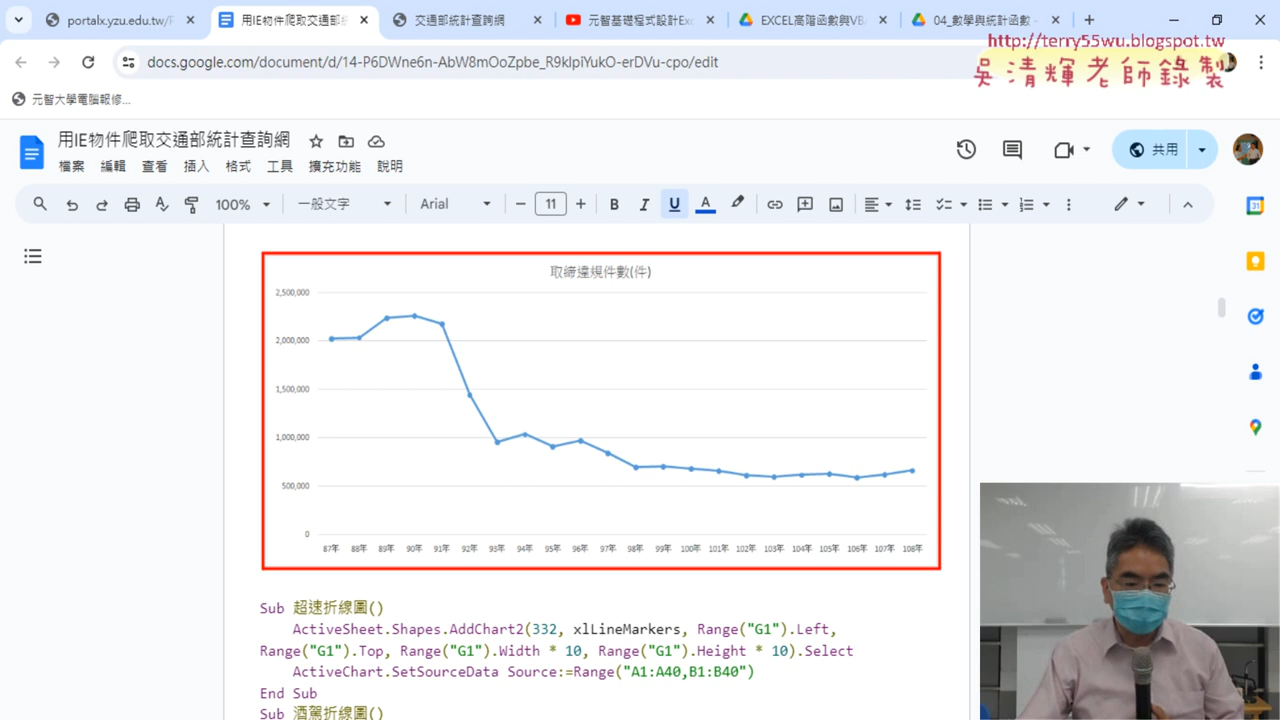 portalx.yzu.edu.tw/
用IE物件爬取交通部統
交通部統計查詢網
元智基礎程式設計Exc
EXCEL高階函數與VBA
04_數學與統計函數 -
http://terry55wu.blogspot.tw
docs.google.com/document/d/14-P6DWne6n-AbW8mOoZpbe_R9kIpiYukO-erDVu-cpo/edit
吳清輝老師錄製
元智大學電腦報修...
用IE物件爬取交通部統計查詢網
檔案 編輯 查看 插入 格式 工具 擴充功能 說明
共用
100% 一般文字 Arial 11 B I U A
31
取締違規件數(件)
2,500,000
2,000,000
1,500,000
1,000,000
500,000
0
87年 88年 89年 90年 91年 92年 93年 94年 95年 96年 97年 98年 99年 100年 101年 102年 103年 104年 105年 106年 107年 108年
Sub 超速折線圖()
ActiveSheet.Shapes.AddChart2(332, xlLineMarkers, Range("G1").Left,
Range("G1").Top, Range("G1").Width * 10, Range("G1").Height * 10).Select
ActiveChart.SetSourceData Source:=Range("A1:A40,B1:B40")
End Sub
Sub 酒駕折線圖()